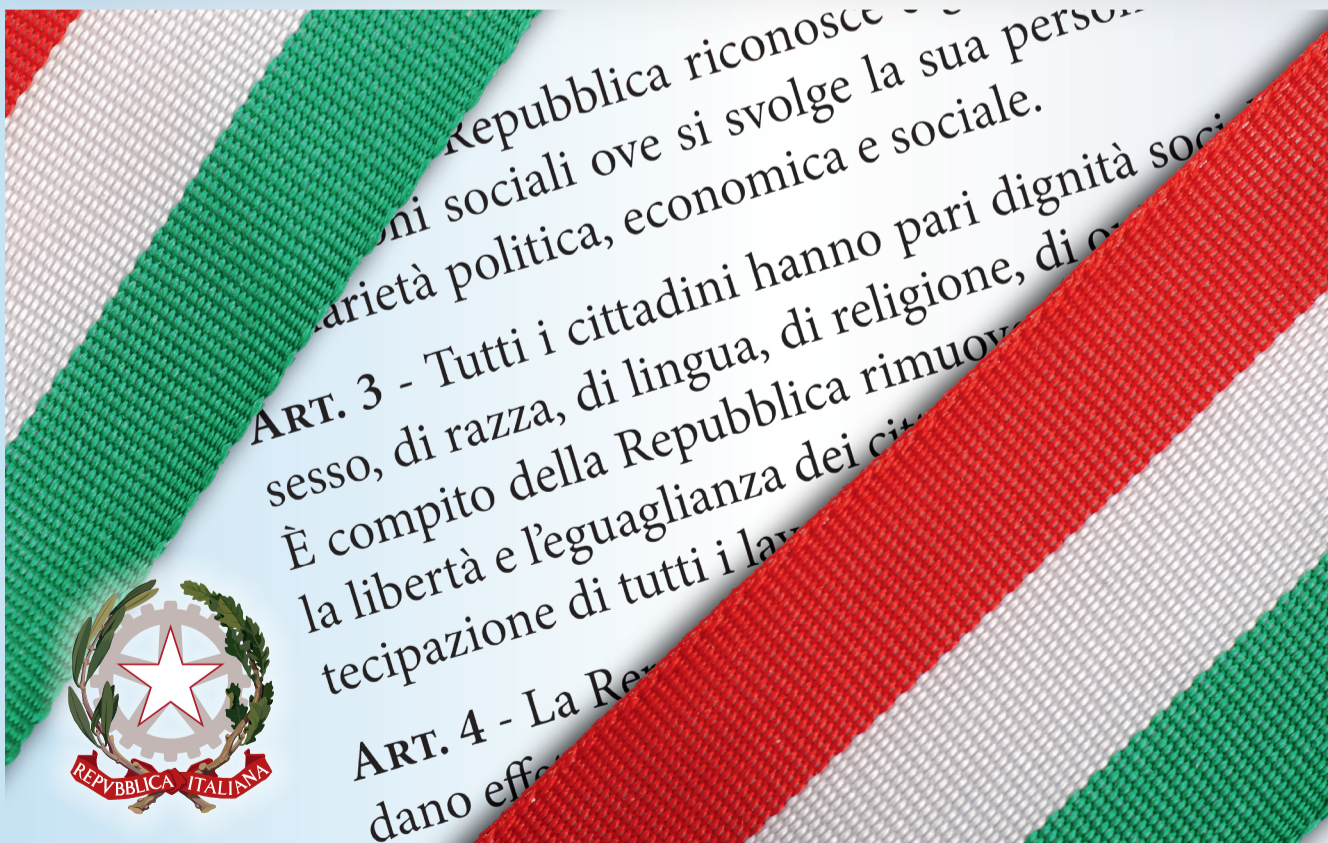 Repubblica riconosce
sociali ove si svolge la sua
politica, economica e sociale.
ART. 3 - Tutti i cittadini hanno pari dignità
sesso, di razza, di lingua, di religione, di
È compito della Repubblica
la libertà e l'eguaglianza dei
tecipazione di tutti i
ART. 4 - La
dano
REPVBBLICA ITALIANA